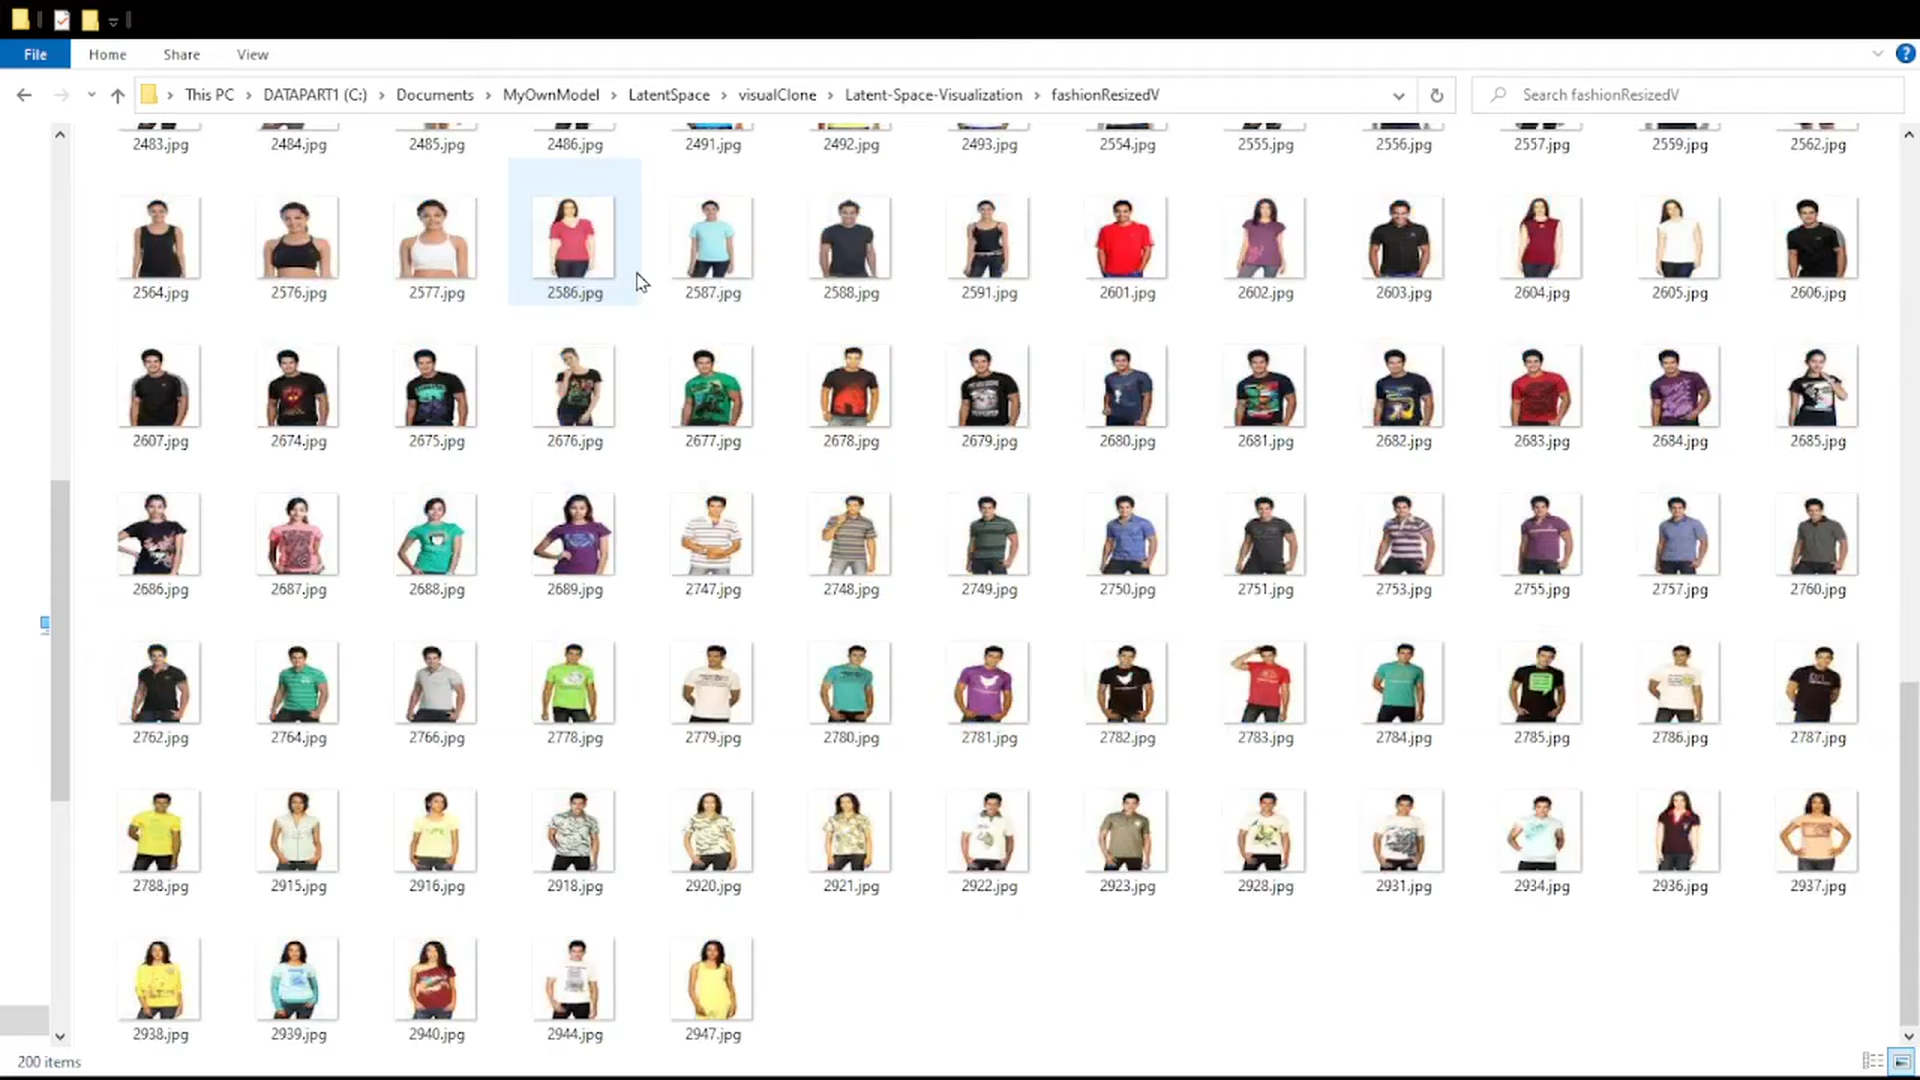 File Home Share View
This PC DATAPART1 (C:) Documents MyOwnModel LatentSpace visualClone Latent-Space-Visualization fashionResizedV Search fashionResizedV
2483.jpg 2484.jpg 2485.jpg 2486.jpg 2491.jpg 2492.jpg 2493.jpg 2554.jpg 2555.jpg 2556.jpg 2557.jpg 2559.jpg 2562.jpg
2564.jpg 2576.jpg 2577.jpg 2586.jpg 2587.jpg 2588.jpg 2591.jpg 2601.jpg 2602.jpg 2603.jpg 2604.jpg 2605.jpg 2606.jpg
2607.jpg 2674.jpg 2675.jpg 2676.jpg 2677.jpg 2678.jpg 2679.jpg 2680.jpg 2681.jpg 2682.jpg 2683.jpg 2684.jpg 2685.jpg
2686.jpg 2687.jpg 2688.jpg 2689.jpg 2747.jpg 2748.jpg 2749.jpg 2750.jpg 2751.jpg 2753.jpg 2755.jpg 2757.jpg 2760.jpg
2762.jpg 2764.jpg 2766.jpg 2778.jpg 2779.jpg 2780.jpg 2781.jpg 2782.jpg 2783.jpg 2784.jpg 2785.jpg 2786.jpg 2787.jpg
2788.jpg 2915.jpg 2916.jpg 2918.jpg 2920.jpg 2921.jpg 2922.jpg 2923.jpg 2928.jpg 2931.jpg 2934.jpg 2936.jpg 2937.jpg
2938.jpg 2939.jpg 2940.jpg 2944.jpg 2947.jpg
200 items